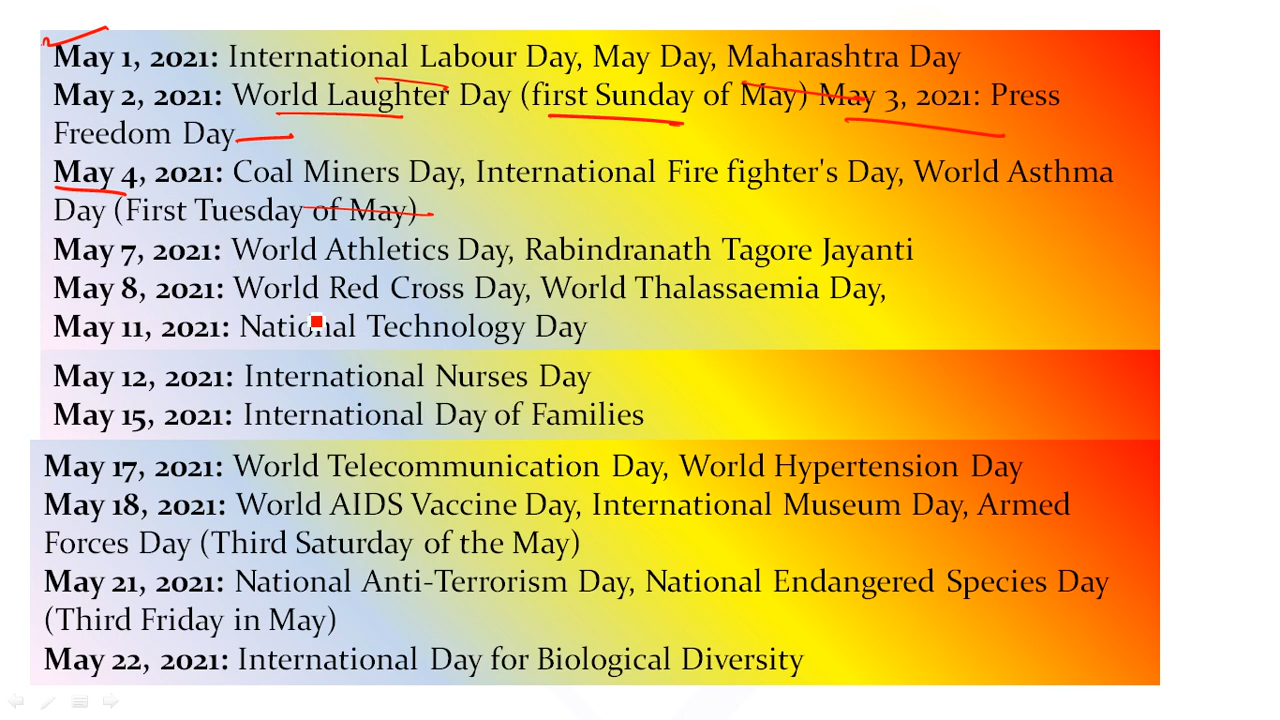 May 1, 2021: International Labour Day, May Day, Maharashtra Day
May 2, 2021: World Laughter Day (first Sunday of May) May 3, 2021: Press
Freedom Day
May 4, 2021: Coal Miners Day, International Fire fighter's Day, World Asthma
Day (First Tuesday of May)
May 7, 2021: World Athletics Day, Rabindranath Tagore Jayanti
May 8, 2021: World Red Cross Day, World Thalassaemia Day,
May 11, 2021: National Technology Day
May 12, 2021: International Nurses Day
May 15, 2021: International Day of Families
May 17, 2021: World Telecommunication Day, World Hypertension Day
May 18, 2021: World AIDS Vaccine Day, International Museum Day, Armed
Forces Day (Third Saturday of the May)
May 21, 2021: National Anti-Terrorism Day, National Endangered Species Day
(Third Friday in May)
May 22, 2021: International Day for Biological Diversity